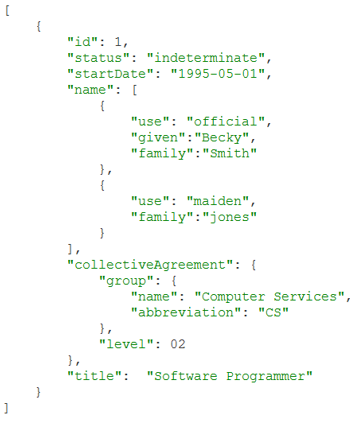 [
    {
        "id": 1,
        "status": "indeterminate",
        "startDate": "1995-05-01",
        "name": [
            {
                "use": "official",
                "given":"Becky",
                "family":"Smith"
            },
            {
                "use": "maiden",
                "family":"jones"
            }
        ],
        "collectiveAgreement": {
            "group": {
                "name": "Computer Services",
                "abbreviation": "CS"
            },
            "level": 02
        },
        "title":  "Software Programmer"
    }
]